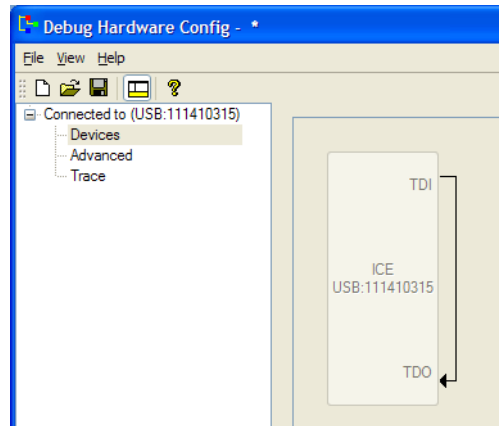 Debug Hardware Config - *
File View Help
Connected to (USB:111410315)
Devices
Advanced
Trace
TDI
ICE
USB:111410315
TDO